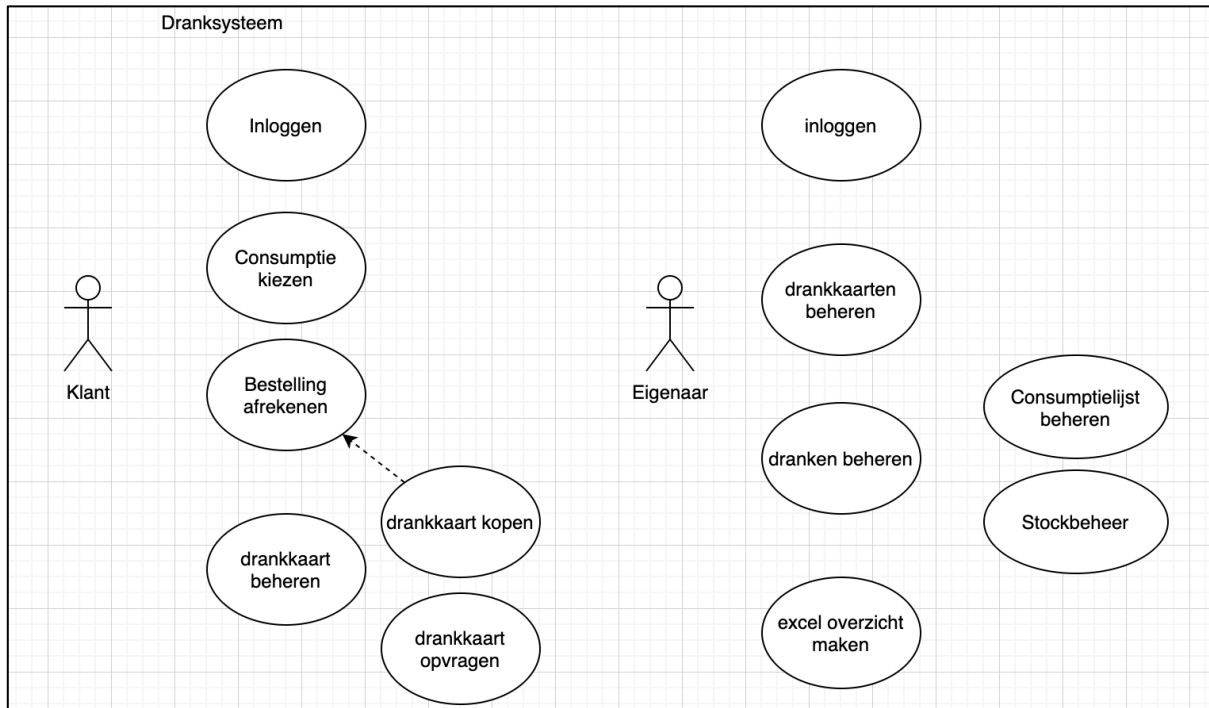 Dranksysteem
Inloggen
Consumptie
kiezen
Klant
Bestelling
afrekenen
drankkaart kopen
drankkaart
beheren
drankkaart
opvragen
inloggen
drankkaarten
beheren
Eigenaar
Consumptielijst
beheren
dranken beheren
Stockbeheer
excel overzicht
maken